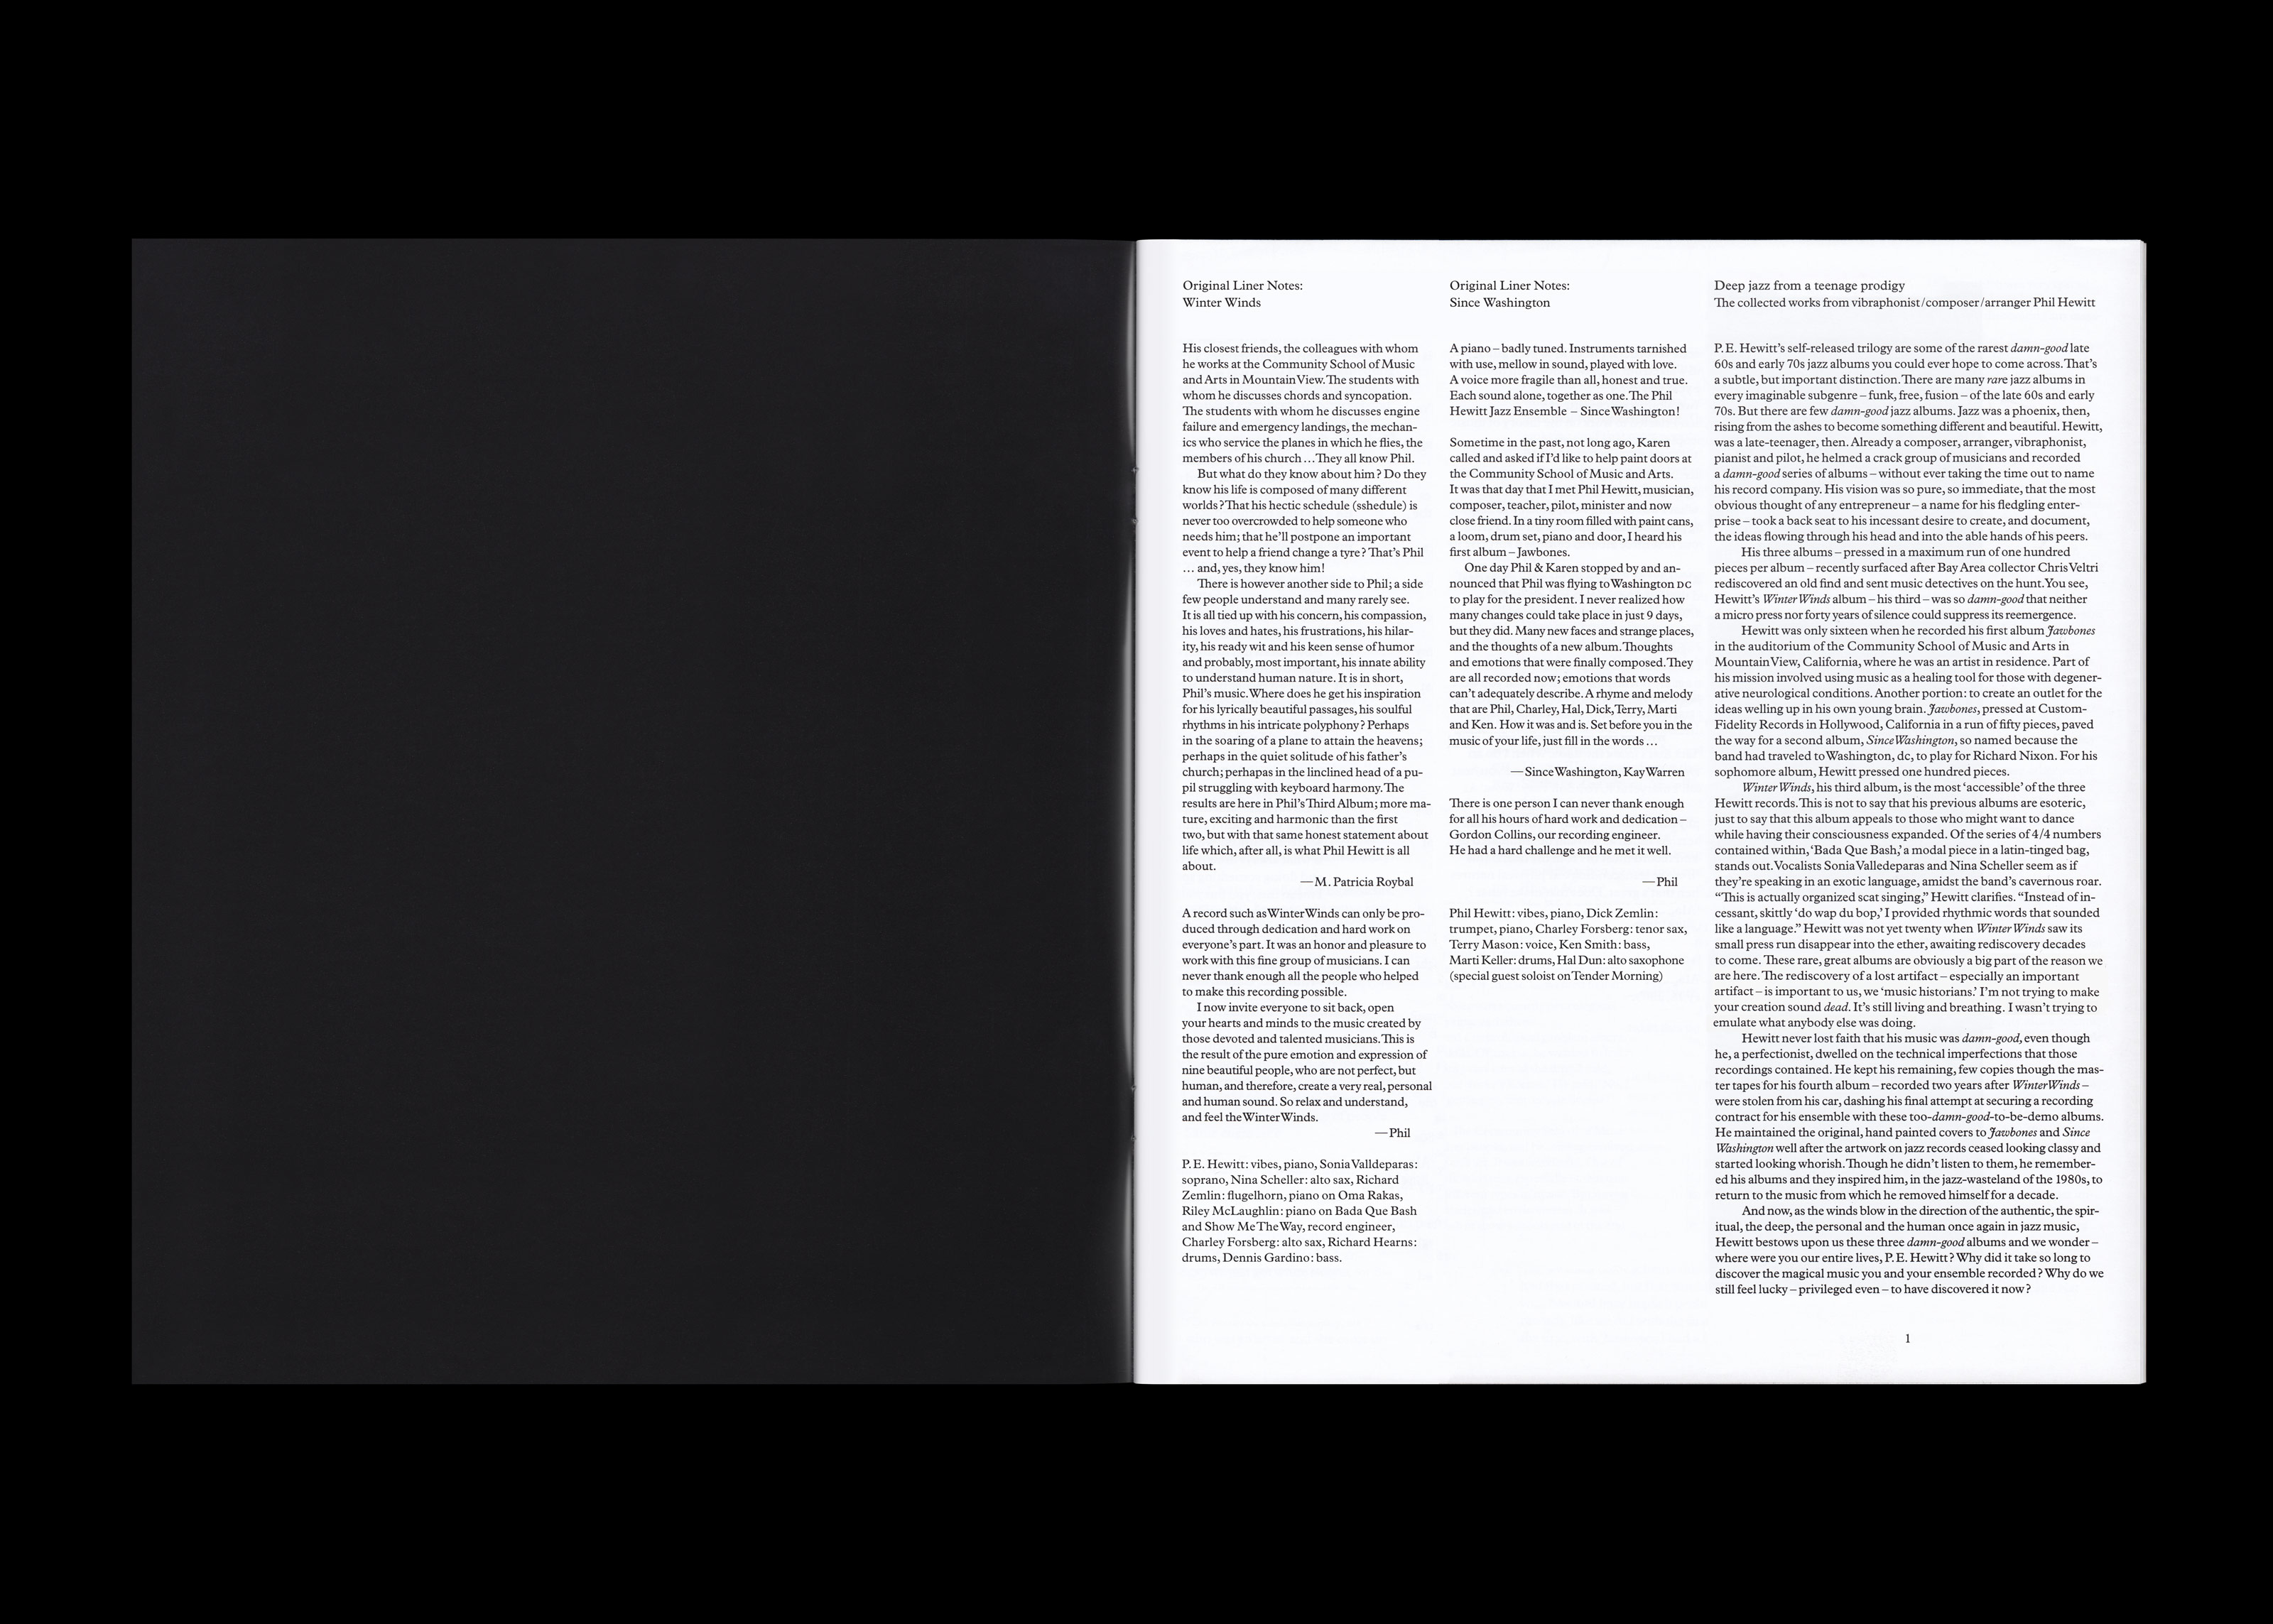 Original Liner Notes:
Winter Winds
His closest friends, the colleagues with whom
he works at the Community School of Music
and Arts in Mountain View. The students with
whom he discusses chords and syncopation.
The students with whom he discusses engine
failure and emergency landings, the mechan-
ics who service the planes in which he flies, the
members of his church … They all know Phil.
But what do they know about him? Do they
know his life is composed of many different
worlds? That his hectic schedule (sshedule) is
never too overcrowded to help someone who
needs him; that he’ll postpone an important
event to help a friend change a tyre? That’s Phil
… and, yes, they know him!
There is however another side to Phil; a side
few people understand and many rarely see.
It is all tied up with his concern, his compassion,
his loves and hates, his frustrations, his hilar-
ity, his ready wit and his keen sense of humor
and probably, most important, his innate ability
to understand human nature. It is in short,
Phil’s music. Where does he get his inspiration
for his lyrically beautiful passages, his soulful
rhythms in his intricate polyphony? Perhaps
in the soaring of a plane to attain the heavens;
perhaps in the quiet solitude of his father’s
church; perhapas in the linclined head of a pu-
pil struggling with keyboard harmony. The
results are here in Phil’s Third Album; more ma-
ture, exciting and harmonic than the first
two, but with that same honest statement about
life which, after all, is what Phil Hewitt is all
about.
— M. Patricia Roybal
A record such as Winter Winds can only be pro-
duced through dedication and hard work on
everyone’s part. It was an honor and pleasure to
work with this fine group of musicians. I can
never thank enough all the people who helped
to make this recording possible.
I now invite everyone to sit back, open
your hearts and minds to the music created by
those devoted and talented musicians. This is
the result of the pure emotion and expression of
nine beautiful people, who are not perfect, but
human, and therefore, create a very real, personal
and human sound. So relax and understand,
and feel the Winter Winds.
— Phil
P. E. Hewitt: vibes, piano, Sonia Valldeparas:
soprano, Nina Scheller: alto sax, Richard
Zemlin: flugelhorn, piano on Oma Rakas,
Riley McLaughlin: piano on Bada Que Bash
and Show Me The Way, record engineer,
Charley Forsberg: alto sax, Richard Hearns:
drums, Dennis Gardino: bass.
Original Liner Notes:
Since Washington
A piano – badly tuned. Instruments tarnished
with use, mellow in sound, played with love.
A voice more fragile than all, honest and true.
Each sound alone, together as one. The Phil
Hewitt Jazz Ensemble – Since Washington!
Sometime in the past, not long ago, Karen
called and asked if I’d like to help paint doors at
the Community School of Music and Arts.
It was that day that I met Phil Hewitt, musician,
composer, teacher, pilot, minister and now
close friend. In a tiny room filled with paint cans,
a loom, drum set, piano and door, I heard his
first album – Jawbones.
One day Phil & Karen stopped by and an-
nounced that Phil was flying to Washington DC
to play for the president. I never realized how
many changes could take place in just 9 days,
but they did. Many new faces and strange places,
and the thoughts of a new album. Thoughts
and emotions that were finally composed. They
are all recorded now; emotions that words
can’t adequately describe. A rhyme and melody
that are Phil, Charley, Hal, Dick, Terry, Marti
and Ken. How it was and is. Set before you in the
music of your life, just fill in the words …
— Since Washington, Kay Warren
There is one person I can never thank enough
for all his hours of hard work and dedication –
Gordon Collins, our recording engineer.
He had a hard challenge and he met it well.
— Phil
Phil Hewitt: vibes, piano, Dick Zemlin:
trumpet, piano, Charley Forsberg: tenor sax,
Terry Mason: voice, Ken Smith: bass,
Marti Keller: drums, Hal Dun: alto saxophone
(special guest soloist on Tender Morning)
Deep jazz from a teenage prodigy
The collected works from vibraphonist/composer/arranger Phil Hewitt
P. E. Hewitt’s self-released trilogy are some of the rarest damn-good late
60s and early 70s jazz albums you could ever hope to come across. That’s
a subtle, but important distinction. There are many rare jazz albums in
every imaginable subgenre – funk, free, fusion – of the late 60s and early
70s. But there are few damn-good jazz albums. Jazz was a phoenix, then,
rising from the ashes to become something different and beautiful. Hewitt,
was a late-teenager, then. Already a composer, arranger, vibraphonist,
pianist and pilot, he helmed a crack group of musicians and recorded
a damn-good series of albums – without ever taking the time out to name
his record company. His vision was so pure, so immediate, that the most
obvious thought of any entrepreneur – a name for his fledgling enter-
prise – took a back seat to his incessant desire to create, and document,
the ideas flowing through his head and into the able hands of his peers.
His three albums – pressed in a maximum run of one hundred
pieces per album – recently surfaced after Bay Area collector Chris Veltri
rediscovered an old find and sent music detectives on the hunt. You see,
Hewitt’s Winter Winds album – his third – was so damn-good that neither
a micro press nor forty years of silence could suppress its reemergence.
Hewitt was only sixteen when he recorded his first album Jawbones
in the auditorium of the Community School of Music and Arts in
Mountain View, California, where he was an artist in residence. Part of
his mission involved using music as a healing tool for those with degener-
ative neurological conditions. Another portion: to create an outlet for the
ideas welling up in his own young brain. Jawbones, pressed at Custom-
Fidelity Records in Hollywood, California in a run of fifty pieces, paved
the way for a second album, Since Washington, so named because the
band had traveled to Washington, dc, to play for Richard Nixon. For his
sophomore album, Hewitt pressed one hundred pieces.
Winter Winds, his third album, is the most ‘accessible’ of the three
Hewitt records. This is not to say that his previous albums are esoteric,
just to say that this album appeals to those who might want to dance
while having their consciousness expanded. Of the series of 4/4 numbers
contained within, ‘Bada Que Bash,’ a modal piece in a latin-tinged bag,
stands out. Vocalists Sonia Valledeparas and Nina Scheller seem as if
they’re speaking in an exotic language, amidst the band’s cavernous roar.
“This is actually organized scat singing,” Hewitt clarifies. “Instead of in-
cessant, skittly ‘do wap du bop,’ I provided rhythmic words that sounded
like a language.” Hewitt was not yet twenty when Winter Winds saw its
small press run disappear into the ether, awaiting rediscovery decades
to come. These rare, great albums are obviously a big part of the reason we
are here. The rediscovery of a lost artifact – especially an important
artifact – is important to us, we ‘music historians.’ I’m not trying to make
your creation sound dead. It’s still living and breathing. I wasn’t trying to
emulate what anybody else was doing.
Hewitt never lost faith that his music was damn-good, even though
he, a perfectionist, dwelled on the technical imperfections that those
recordings contained. He kept his remaining, few copies though the mas-
ter tapes for his fourth album – recorded two years after Winter Winds –
were stolen from his car, dashing his final attempt at securing a recording
contract for his ensemble with these too-damn-good-to-be-demo albums.
He maintained the original, hand painted covers to Jawbones and Since
Washington well after the artwork on jazz records ceased looking classy and
started looking whorish. Though he didn’t listen to them, he remember-
ed his albums and they inspired him, in the jazz-wasteland of the 1980s, to
return to the music from which he removed himself for a decade.
And now, as the winds blow in the direction of the authentic, the spir-
itual, the deep, the personal and the human once again in jazz music,
Hewitt bestows upon us these three damn-good albums and we wonder –
where were you our entire lives, P. E. Hewitt? Why did it take so long to
discover the magical music you and your ensemble recorded? Why do we
still feel lucky – privileged even – to have discovered it now?
1